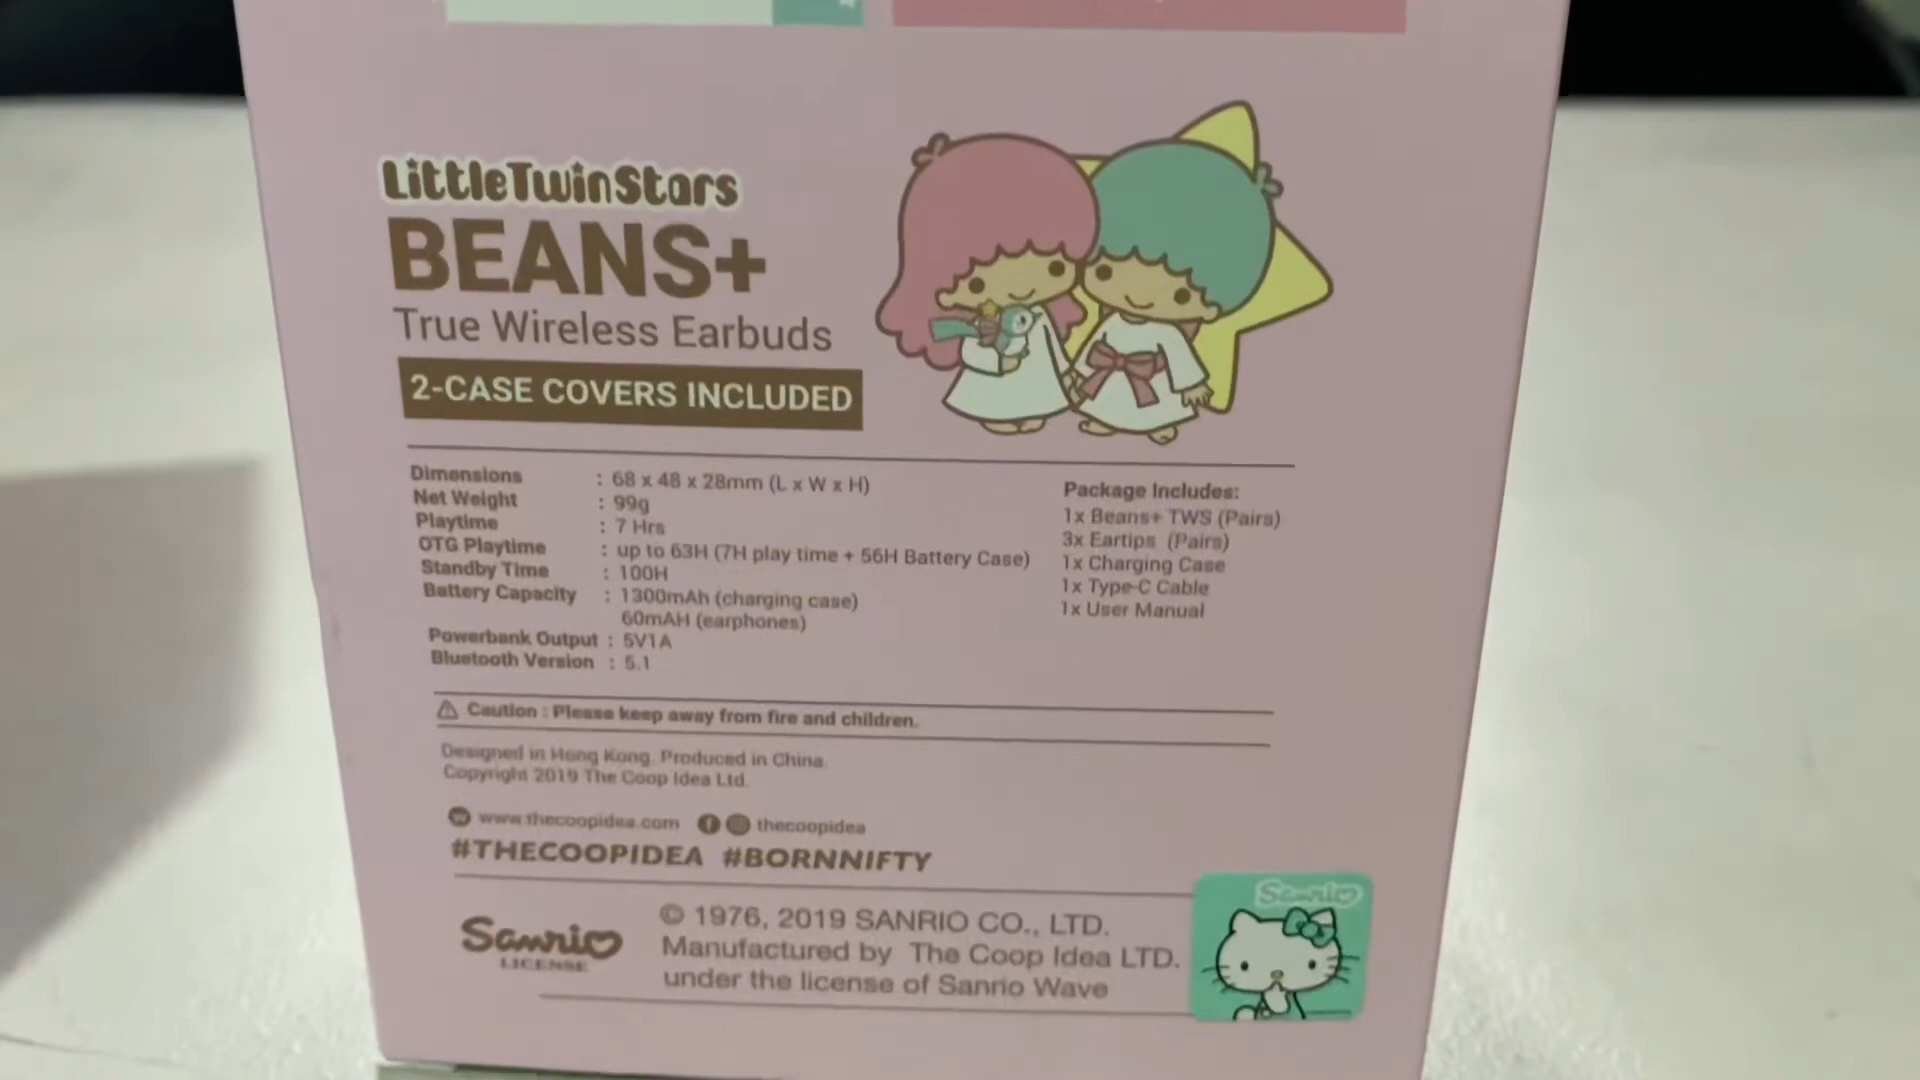 LittleTwinStars
BEANS+
True Wireless Earbuds
2-CASE COVERS INCLUDED
Dimensions : 68 x 48 x 28mm (L x W x H)
Net Weight : 99g
Playtime : 7 Hrs
OTG Playtime : up to 63H (7H play time + 56H Battery Case)
Standby Time : 100H
Battery Capacity : 1300mAh (charging case)
60mAH (earphones)
Powerbank Output : 5V1A
Bluetooth Version : 5.1
Package Includes:
1x Beans+ TWS (Pairs)
3x Eartips (Pairs)
1x Charging Case
1x Type-C Cable
1x User Manual
Caution : Please keep away from fire and children.
Designed in Hong Kong. Produced in China.
Copyright 2019 The Coop Idea Ltd.
www.thecoopidea.com thecoopidea
#THECOOPIDEA #BORNNIFTY
Sanrio
LICENSE
© 1976, 2019 SANRIO CO., LTD.
Manufactured by The Coop Idea LTD.
under the license of Sanrio Wave
Sanrio